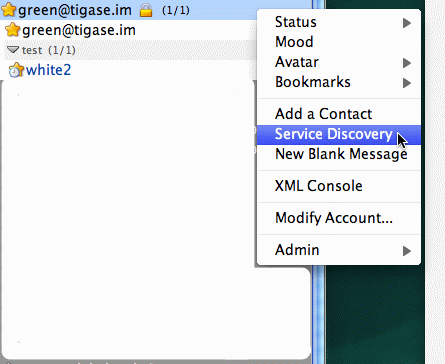 green@tigase.im (1/1)
green@tigase.im
test (1/1)
white2
Status
Mood
Avatar
Bookmarks
Add a Contact
Service Discovery
New Blank Message
XML Console
Modify Account...
Admin